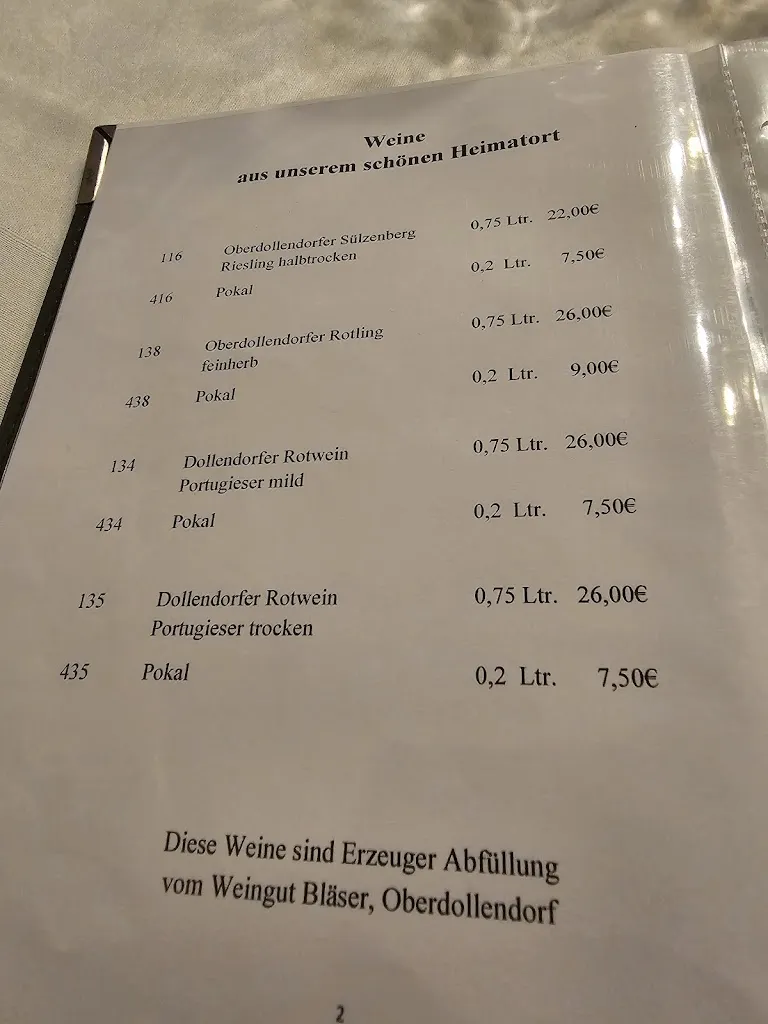 Weine
aus unserem schönen Heimatort
116 Oberdollendorfer Sülzenberg 0,75 Ltr. 22,00€
Riesling halbtrocken
416 Pokal 0,2 Ltr. 7,50€
138 Oberdollendorfer Rotling 0,75 Ltr. 26,00€
feinherb
438 Pokal 0,2 Ltr. 9,00€
134 Dollendorfer Rotwein 0,75 Ltr. 26,00€
Portugieser mild
434 Pokal 0,2 Ltr. 7,50€
135 Dollendorfer Rotwein 0,75 Ltr. 26,00€
Portugieser trocken
435 Pokal 0,2 Ltr. 7,50€
Diese Weine sind Erzeuger Abfüllung
vom Weingut Bläser, Oberdollendorf
2